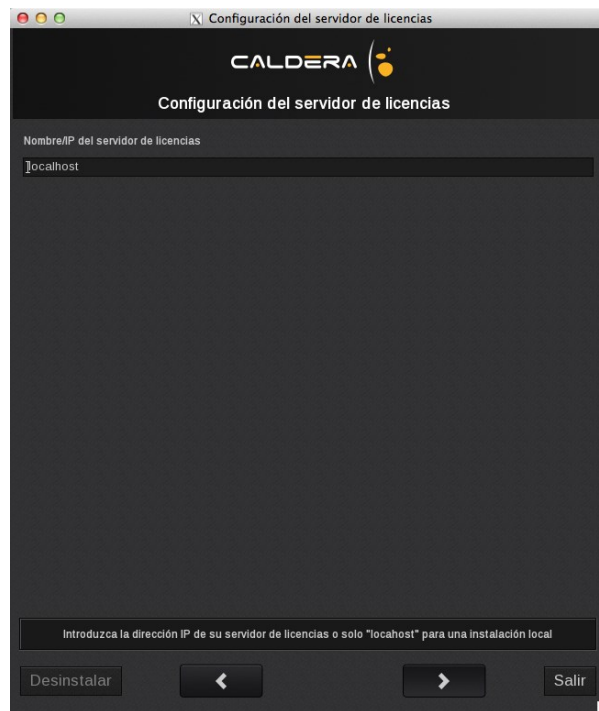 Configuración del servidor de licencias
CALDERA
Configuración del servidor de licencias
Nombre/IP del servidor de licencias
localhost
Introduzca la dirección IP de su servidor de licencias o solo "locahost" para una instalación local
Desinstalar
Salir